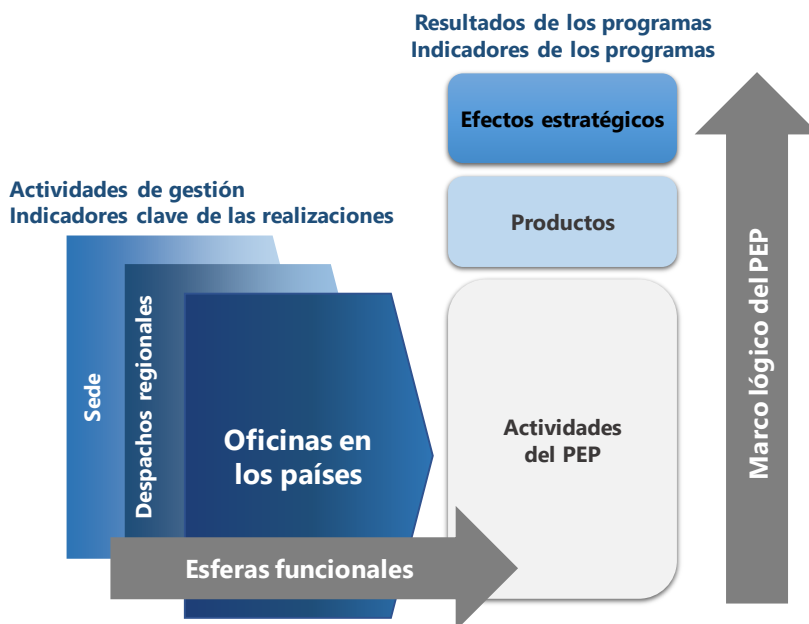 Resultados de los programas
Indicadores de los programas
Efectos estratégicos
Actividades de gestión
Indicadores clave de las realizaciones
Productos
Sede
Despachos regionales
Oficinas en
los países
Actividades
del PEP
Marco lógico del PEP
Esferas funcionales